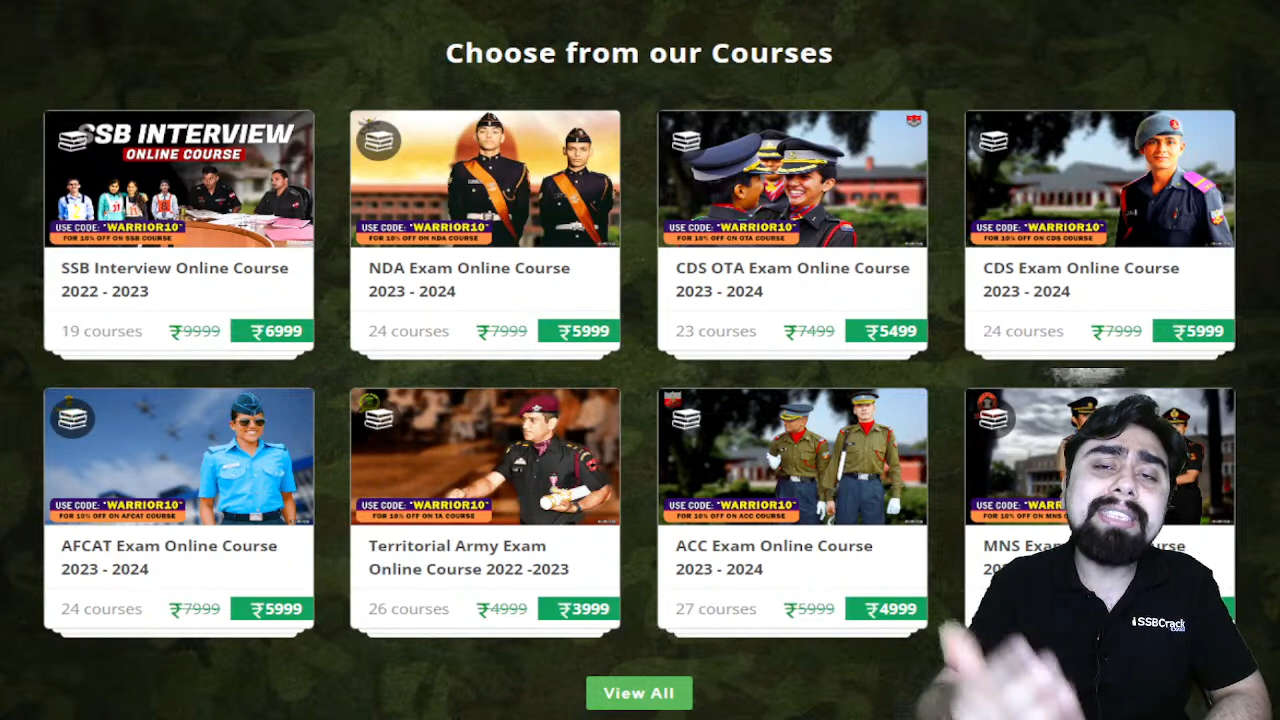 Choose from our Courses
SSB INTERVIEW
ONLINE COURSE
USE CODE: "WARRIOR10"
FOR 10% OFF ON SSB COURSE
SSB Interview Online Course
2022 - 2023
19 courses ₹9999 ₹6999
USE CODE: "WARRIOR10"
FOR 10% OFF ON NDA COURSE
NDA Exam Online Course
2023 - 2024
24 courses ₹7999 ₹5999
USE CODE: "WARRIOR10"
FOR 10% OFF ON OTA COURSE
CDS OTA Exam Online Course
2023 - 2024
23 courses ₹7499 ₹5499
USE CODE: "WARRIOR10"
FOR 10% OFF ON CDS COURSE
CDS Exam Online Course
2023 - 2024
24 courses ₹7999 ₹5999
USE CODE: "WARRIOR10"
FOR 10% OFF ON AFCAT COURSE
AFCAT Exam Online Course
2023 - 2024
24 courses ₹7999 ₹5999
USE CODE: "WARRIOR10"
FOR 10% OFF ON TA COURSE
Territorial Army Exam
Online Course 2022 -2023
26 courses ₹4999 ₹3999
USE CODE: "WARRIOR10"
FOR 10% OFF ON ACC COURSE
ACC Exam Online Course
2023 - 2024
27 courses ₹5999 ₹4999
USE CODE: "WARR
FOR 10% OFF ON MNS
MNS Exa
SSBCrack
View All